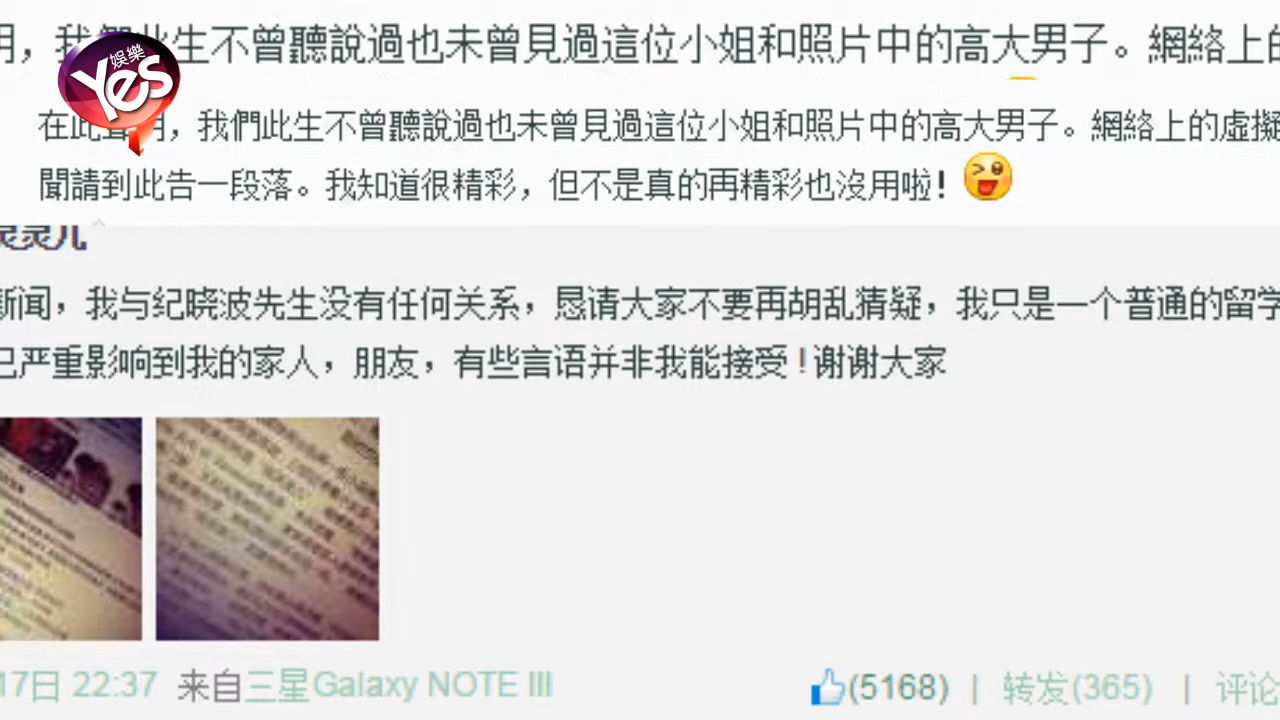 明，我們此生不曾聽說過也未曾見過這位小姐和照片中的高大男子。網絡上的
娛樂
Yes
在此聲明，我們此生不曾聽說過也未曾見過這位小姐和照片中的高大男子。網絡上的虛擬
聞請到此告一段落。我知道很精彩，但不是真的再精彩也沒用啦！
灵灵儿
新闻，我与纪晓波先生没有任何关系，恳请大家不要再胡乱猜疑，我只是一个普通的留学
已严重影响到我的家人，朋友，有些言语并非我能接受！谢谢大家
17日 22:37 来自三星Galaxy NOTE III
(5168) | 转发(365) | 评论